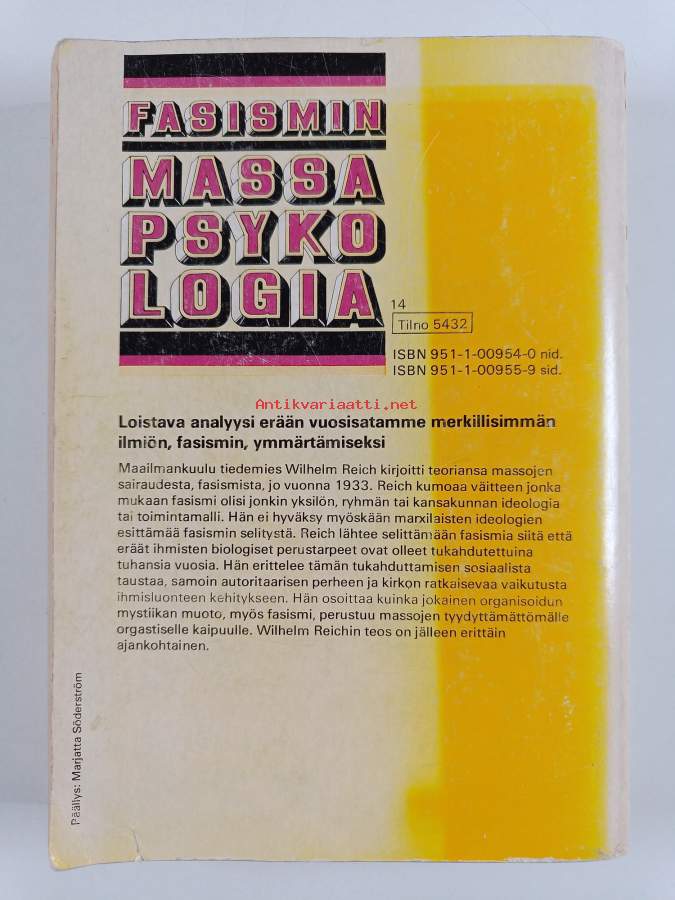 FASISMIN
MASSA
PSYKO
LOGIA
14
Tilno 5432
ISBN 951-1-00954-0 nid.
ISBN 951-1-00955-9 sid.
Antikvariaatti.net
Loistava analyysi erään vuosisatamme merkillisimmän
ilmiön, fasismin, ymmärtämiseksi
Maailmankuulu tiedemies Wilhelm Reich kirjoitti teoriansa massojen
sairaudesta, fasismista, jo vuonna 1933. Reich kumoaa väitteen jonka
mukaan fasismi olisi jonkin yksilön, ryhmän tai kansakunnan ideologia
tai toimintamalli. Hän ei hyväksy myöskään marxilaisten ideologien
esittämää fasismin selitystä. Reich lähtee selittämään fasismia siitä että
eräät ihmisten biologiset perustarpeet ovat olleet tukahdutettuina
tuhansia vuosia. Hän erittelee tämän tukahduttamisen sosiaalista
taustaa, samoin autoritaarisen perheen ja kirkon ratkaisevaa vaikutusta
ihmisluonteen kehitykseen. Hän osoittaa kuinka jokainen organisoidun
mystiikan muoto, myös fasismi, perustuu massojen tyydyttämättömälle
orgastiselle kaipuulle. Wilhelm Reichin teos on jälleen erittäin
ajankohtainen.
Päällys: Marjatta Söderström